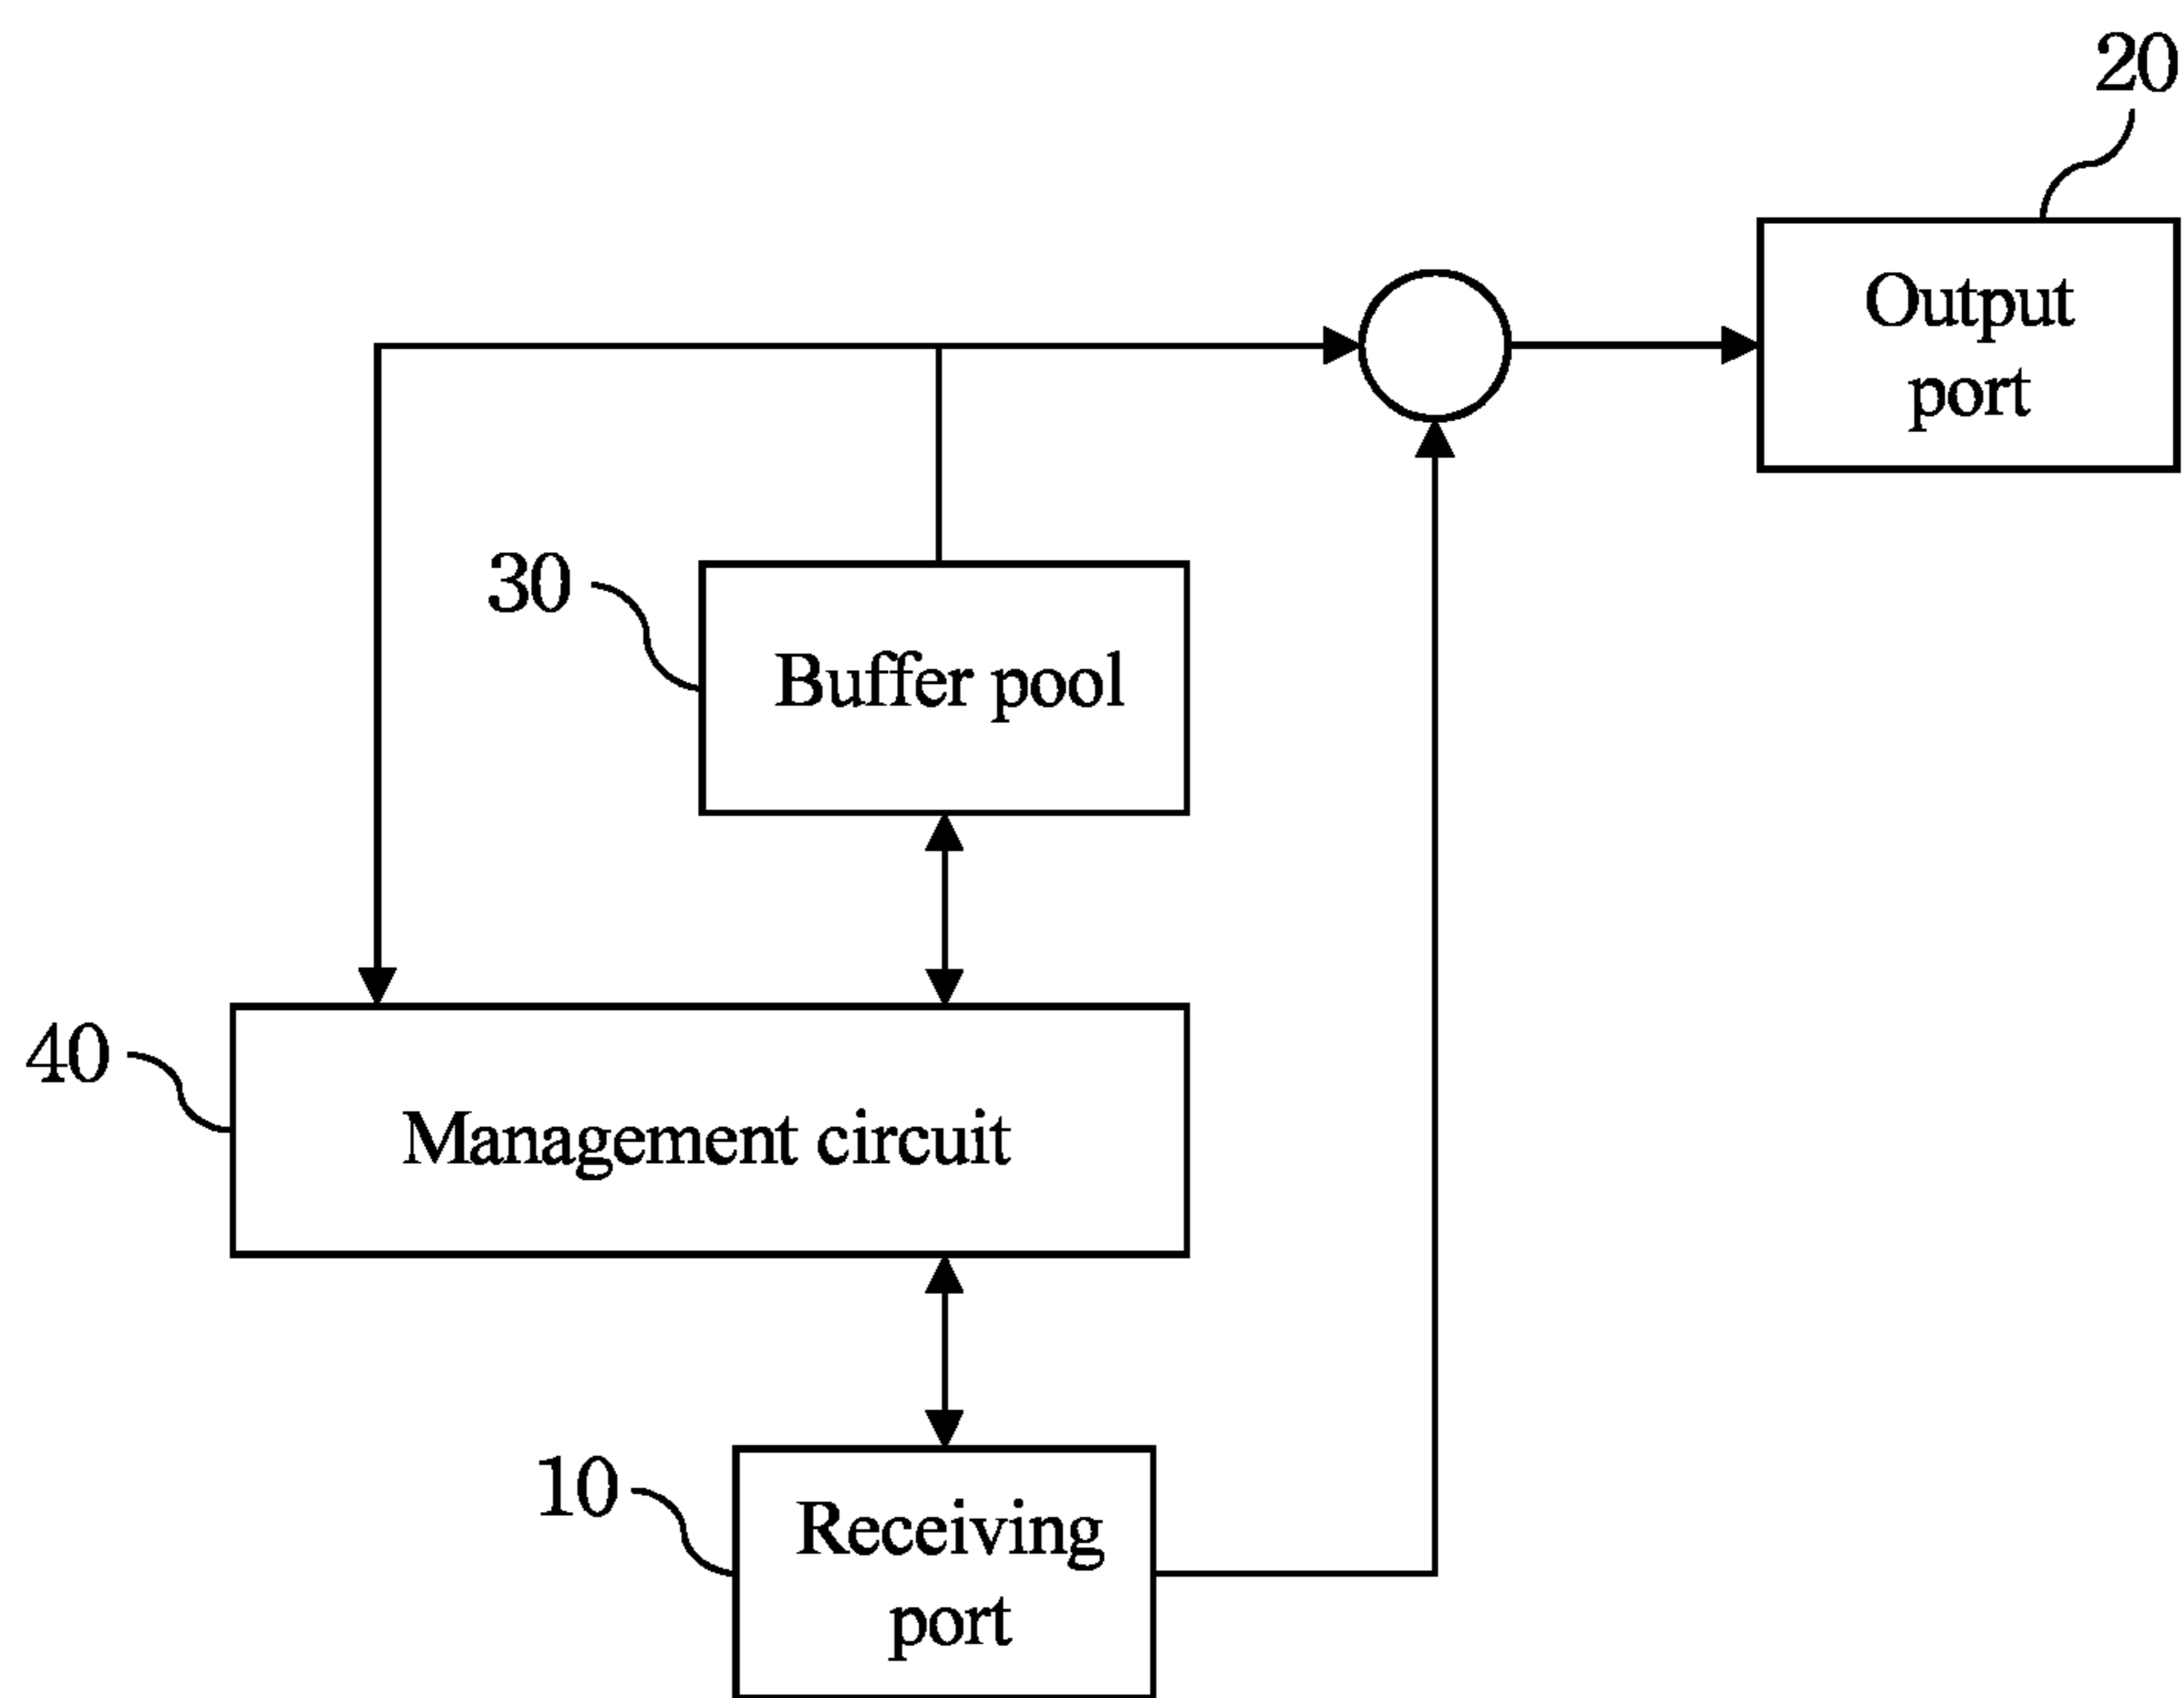 20
Output
port
30
Buffer pool
40
Management circuit
10
Receiving
port